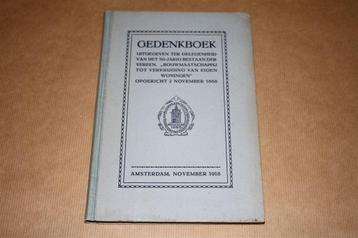 GEDENKBOEK
UITGEGEVEN TER GELEGENHEID
VAN HET 50-JARIG BESTAAN DER
VEREEN. „BOUWMAATSCHAPPIJ
TOT VERKRIJGING VAN EIGEN
WONINGEN"
OPGERICHT 2 NOVEMBER 1868
AMSTERDAM, NOVEMBER 1918